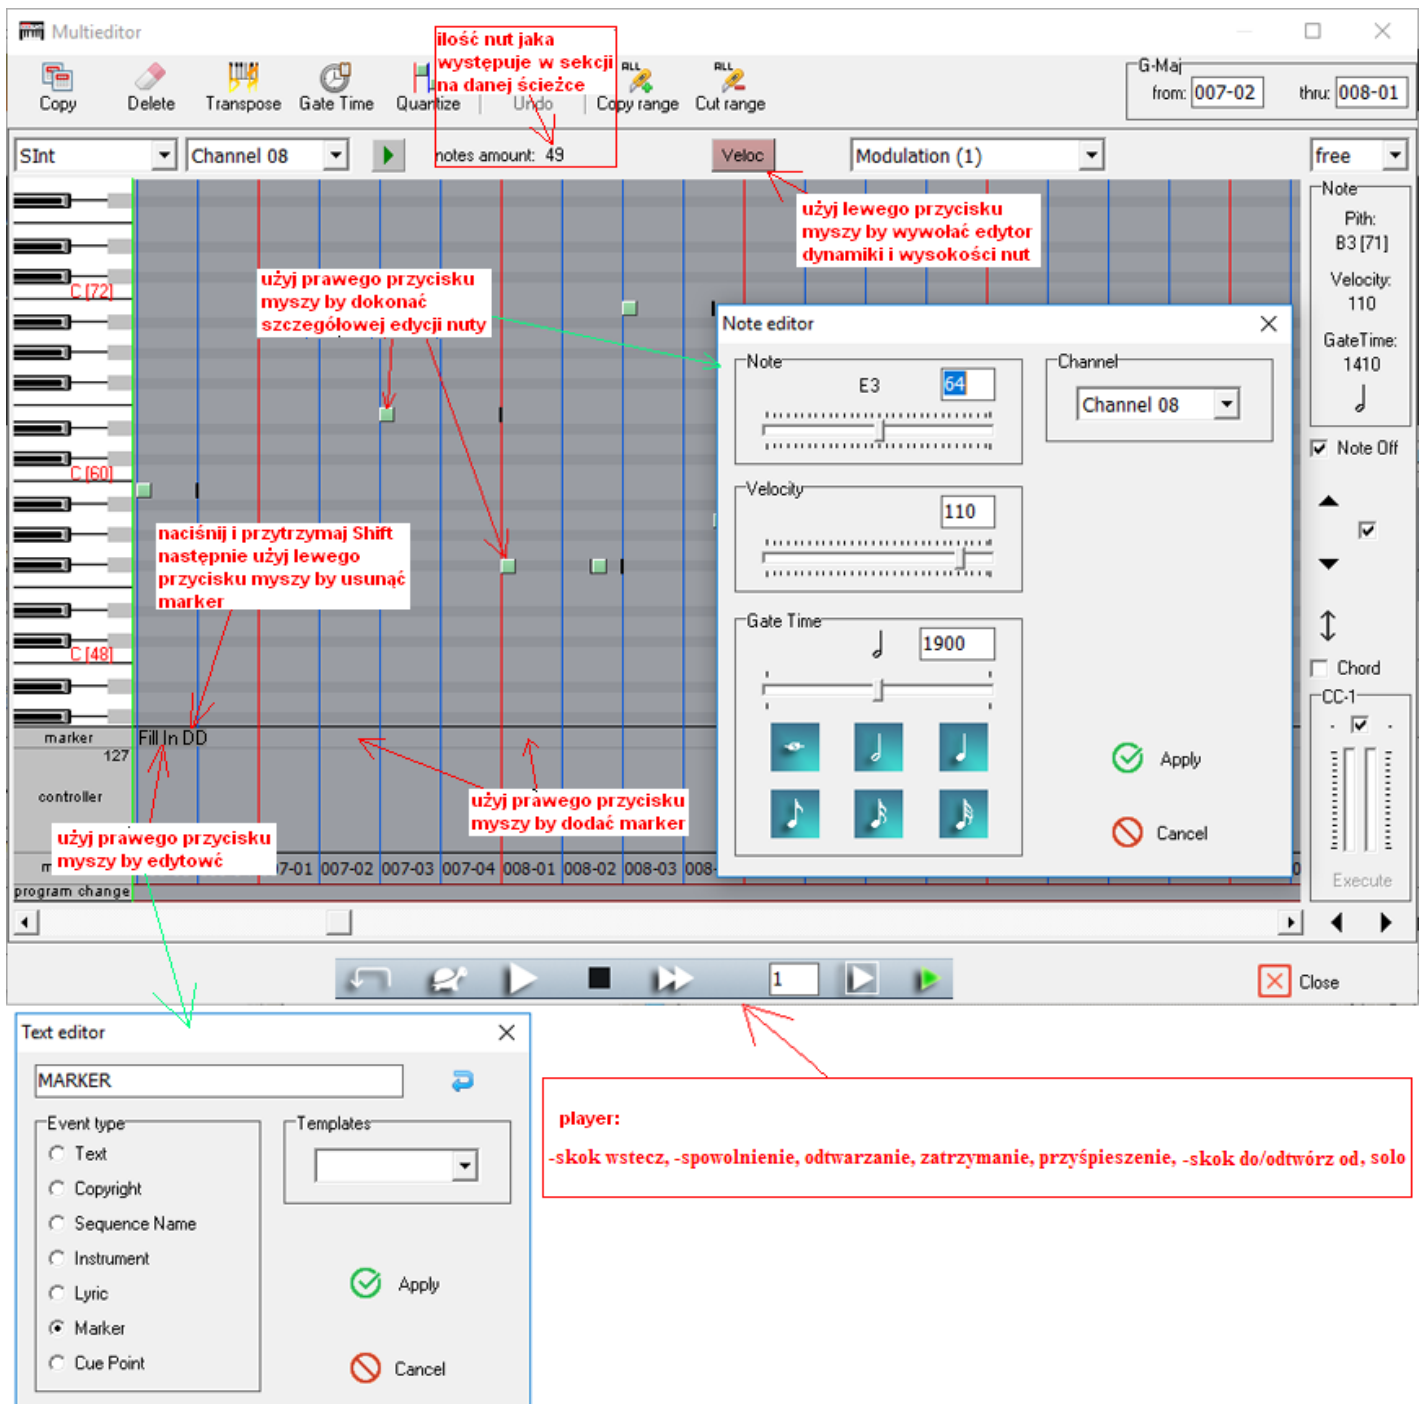 Multieditor
ilość nut jaka
występuje w sekcji
na danej ścieżce
ALL
ALL
Copy
Delete
Transpose
Gate Time
Quantize
Undo
Copy range
Cut range
G-Maj
from: 007-02
thru: 008-01
SInt
Channel 08
notes amount: 49
Veloc
Modulation (1)
free
użyj lewego przycisku
myszy by wywołać edytor
dynamiki i wysokości nut
Note
Pith:
B3 [71]
Velocity:
110
GateTime:
1410
Note Off
Chord
CC-1
Execute
C [72]
C [60]
C [48]
użyj prawego przycisku
myszy by dokonać
szczegółowej edycji nuty
naciśnij i przytrzymaj Shift
następnie użyj lewego
przycisku myszy by usunąć
marker
Note editor
Note
E3
64
Channel
Channel 08
Velocity
110
Gate Time
1900
Apply
Cancel
marker
Fill In DD
127
controller
użyj prawego przycisku
myszy by dodać marker
użyj prawego przycisku
myszy by edytowć
7-01 007-02 007-03 007-04 008-01 008-02 008-03 008-
program change
1
Close
Text editor
MARKER
Event type
Text
Copyright
Sequence Name
Instrument
Lyric
Marker
Cue Point
Templates
Apply
Cancel
player:
-skok wstecz, -spowolnienie, odtwarzanie, zatrzymanie, przyśpieszenie, -skok do/odtwórz od, solo